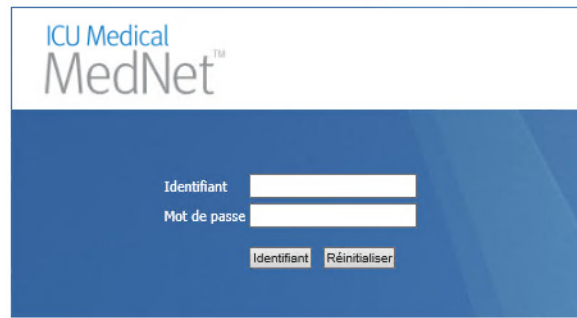 ICU Medical
MedNet™
Identifiant
Mot de passe
Identifiant Réinitialiser